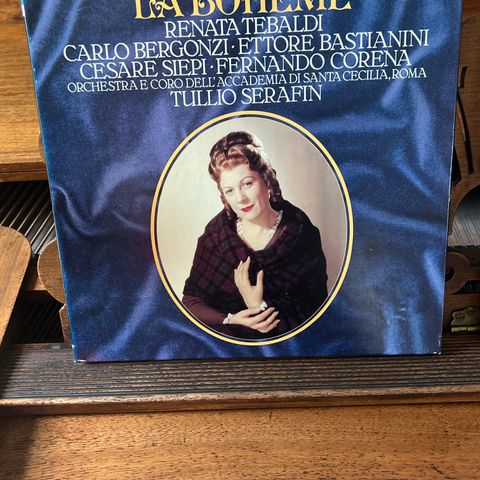 LA BOHÈME
RENATA TEBALDI
CARLO BERGONZI · ETTORE BASTIANINI
CESARE SIEPI · FERNANDO CORENA
ORCHESTRA E CORO DELL'ACCADEMIA DI SANTA CECILIA, ROMA
TULLIO SERAFIN